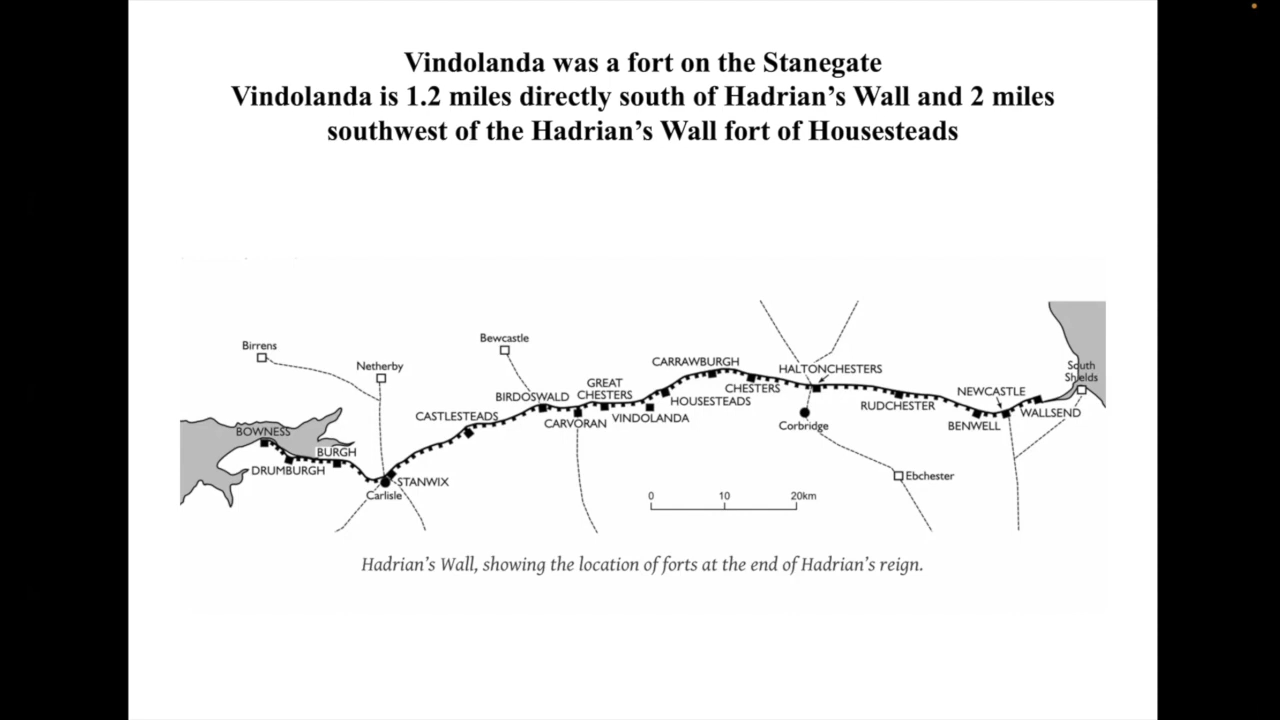 Vindolanda was a fort on the Stanegate
Vindolanda is 1.2 miles directly south of Hadrian’s Wall and 2 miles
southwest of the Hadrian’s Wall fort of Housesteads
Birrens
Netherby
Bewcastle
BOWNESS
DRUMBURGH
BURGH
STANWIX
Carlisle
CASTLESTEADS
BIRDOSWALD
CARVORAN
GREAT
CHESTERS
VINDOLANDA
HOUSESTEADS
CARRAWBURGH
CHESTERS
HALTONCHESTERS
Corbridge
RUDCHESTER
Ebchester
NEWCASTLE
BENWELL
WALLSEND
South
Shields
0 10 20km
Hadrian’s Wall, showing the location of forts at the end of Hadrian’s reign.